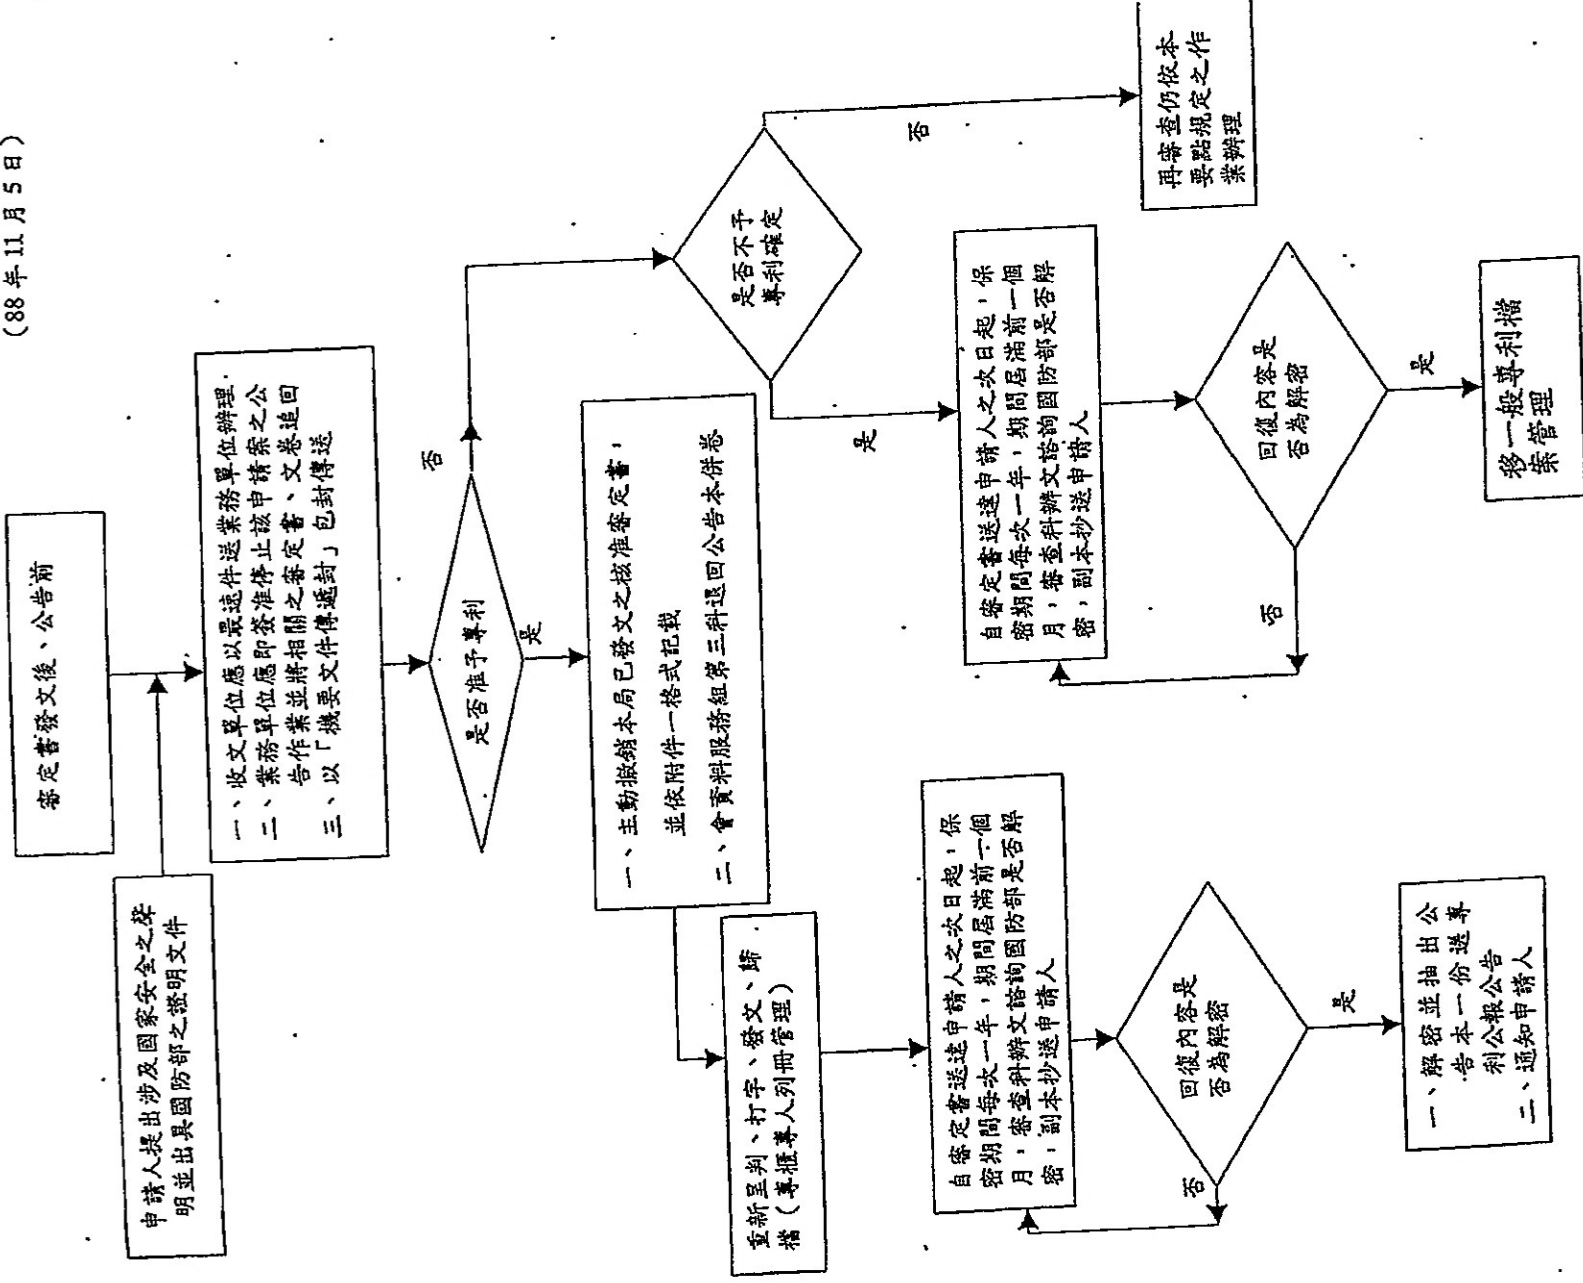 (88年11月5日)
審定書發文後、公告前
申請人提出涉及國家安全之聲
明並出具國防部之證明文件
一、收文單位應以最速件送業務單位辦理
二、業務單位應即簽准停止該申請案之公
告作業並將相關之審定書、文卷追回
三、以「機要文件傳遞封」包封傳送
是否准予專利
否
是
一、主動撤銷本局已發文之核准審定書，
並依附件一格式記載
二、會資料服務組第三科退回公告本併卷
是否不予
專利確定
否
是
再審查仍依本
要點規定之作
業辦理
重新呈判、打字、發文、歸
檔(專櫃專人列冊管理)
自審定書送達申請人之次日起，保
密期間每次一年，期間屆滿前一個
月，審查科辦文諮詢國防部是否解
密，副本抄送申請人
回復內容是
否為解密
否
是
一、解密並抽出公
告本一份送專
利公報公告
二、通知申請人
自審定書送達申請人之次日起，保
密期間每次一年，期間屆滿前一個
月，審查科辦文諮詢國防部是否解
密，副本抄送申請人
回復內容是
否為解密
否
是
移一般專利檔
案管理